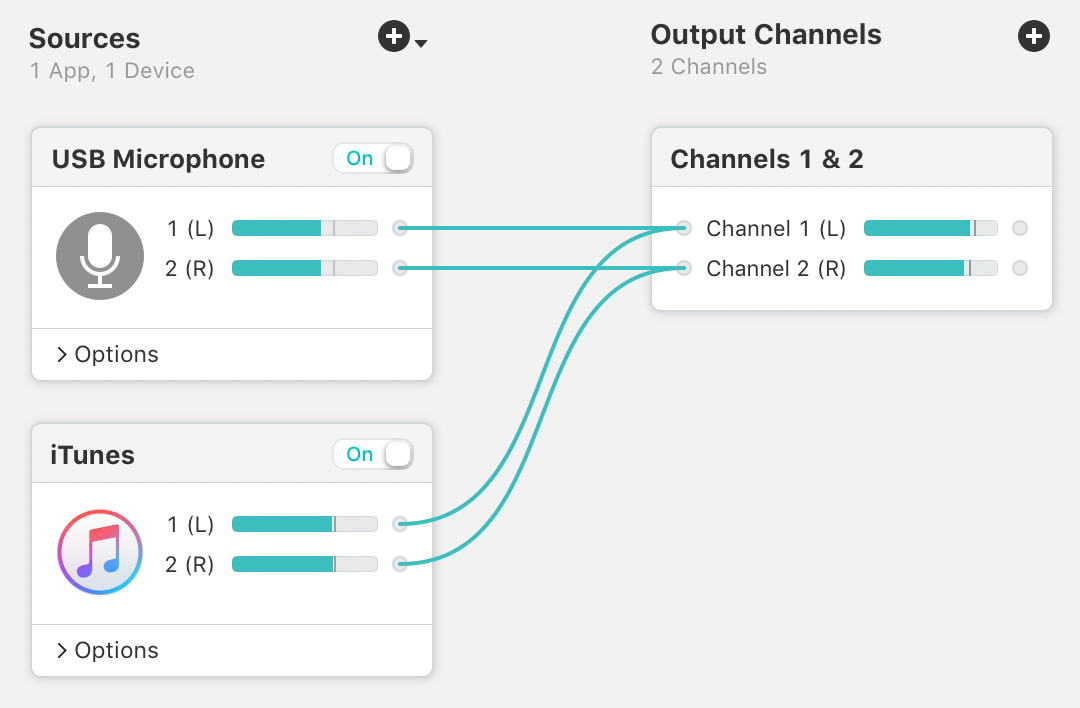 Sources
1 App, 1 Device
Output Channels
2 Channels
USB Microphone
On
1 (L)
2 (R)
Options
iTunes
On
1 (L)
2 (R)
Options
Channels 1 & 2
Channel 1 (L)
Channel 2 (R)